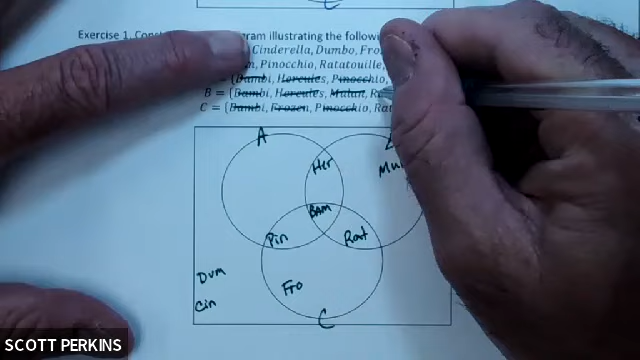 Exercise 1. gram illustrating the follow
Cinderella, Dumbo, Fro
, Pinocchio, Ratatouille
= {Bambi, Hercules, Pinocchio,
B = {Bambi, Hercules, Mulan, R
C = {Bambi, Frozen, Pinocchio, Rat
A
Her
Mul
BAM
Pin
Rat
Dum
Cin
Fro
C
SCOTT PERKINS